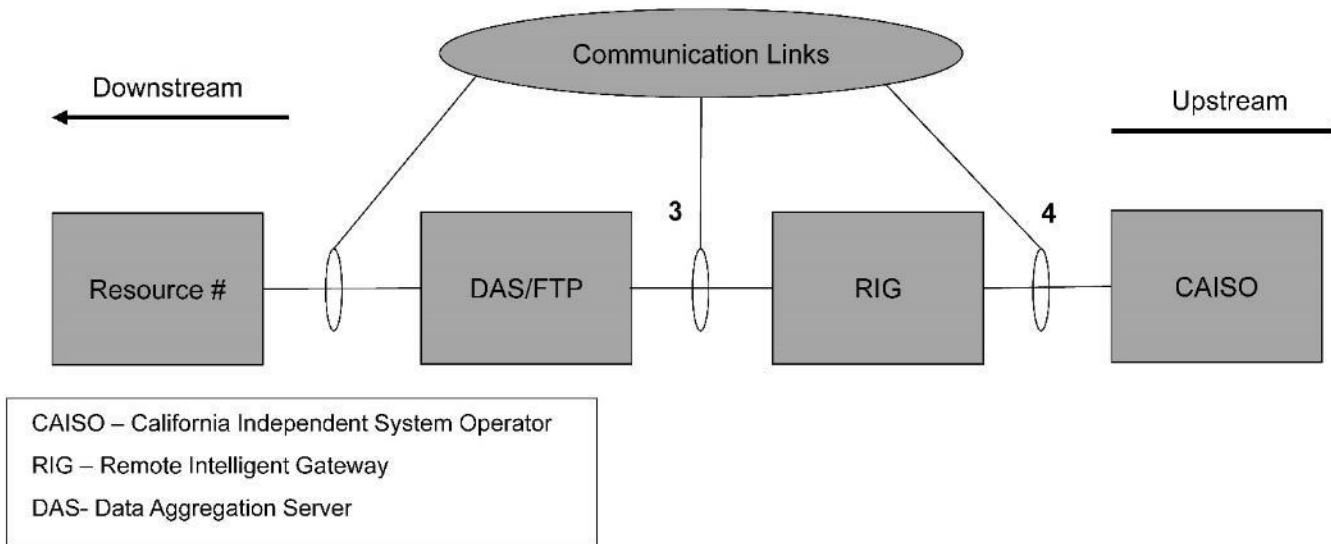 Communication Links
Downstream
Upstream
3
4
Resource #
DAS/FTP
RIG
CAISO
CAISO – California Independent System Operator
RIG – Remote Intelligent Gateway
DAS- Data Aggregation Server